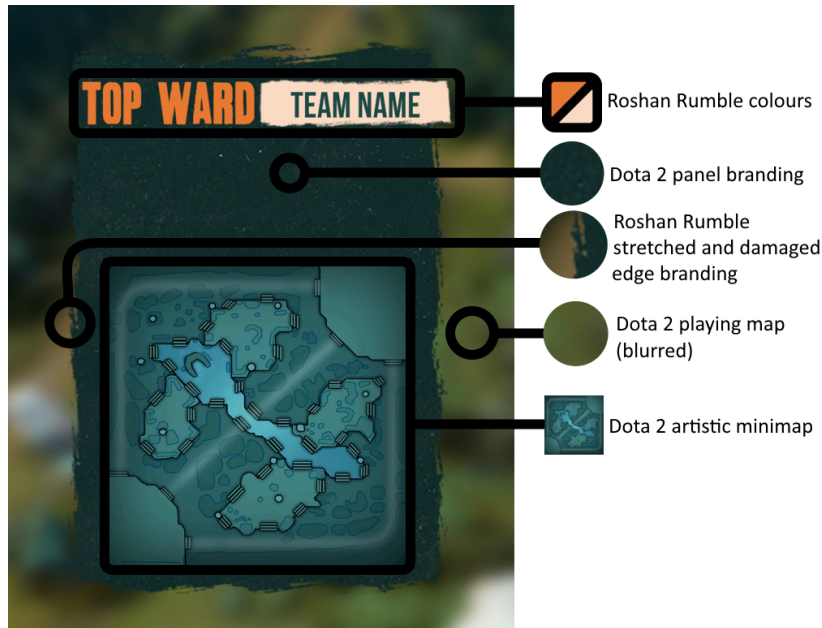 TOP WARD TEAM NAME
Roshan Rumble colours
Dota 2 panel branding
Roshan Rumble
stretched and damaged
edge branding
Dota 2 playing map
(blurred)
Dota 2 artistic minimap